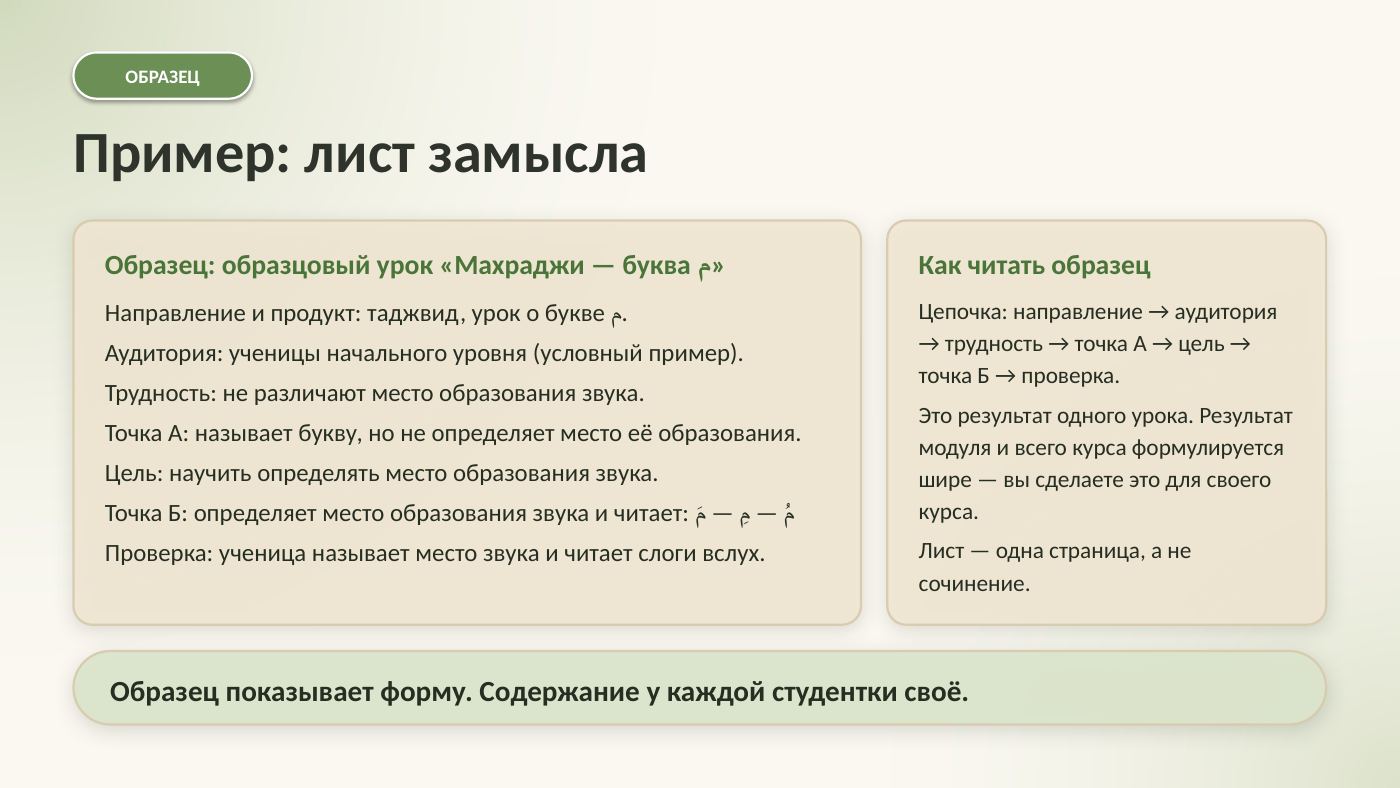 ОБРАЗЕЦ
Пример: лист замысла
Образец: образцовый урок «Махраджи — буква م»
Направление и продукт: таджвид, урок о букве م.
Аудитория: ученицы начального уровня (условный пример).
Трудность: не различают место образования звука.
Точка А: называет букву, но не определяет место её образования.
Цель: научить определять место образования звука.
Точка Б: определяет место образования звука и читает: مَ — مِ — مُ
Проверка: ученица называет место звука и читает слоги вслух.
Как читать образец
Цепочка: направление → аудитория
→ трудность → точка А → цель →
точка Б → проверка.
Это результат одного урока. Результат
модуля и всего курса формулируется
шире — вы сделаете это для своего
курса.
Лист — одна страница, а не
сочинение.
Образец показывает форму. Содержание у каждой студентки своё.